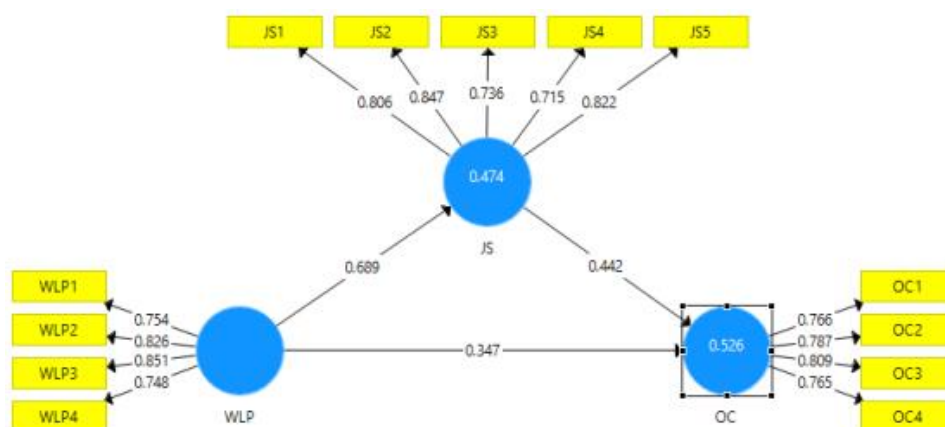 JS1 JS2 JS3 JS4 JS5
0.806 0.847 0.736 0.715 0.822
0.474
JS
0.689 0.442
WLP1
WLP2
WLP3
WLP4
0.754
0.826
0.851
0.748
WLP
0.347
0.526
OC
0.766
0.787
0.809
0.765
OC1
OC2
OC3
OC4